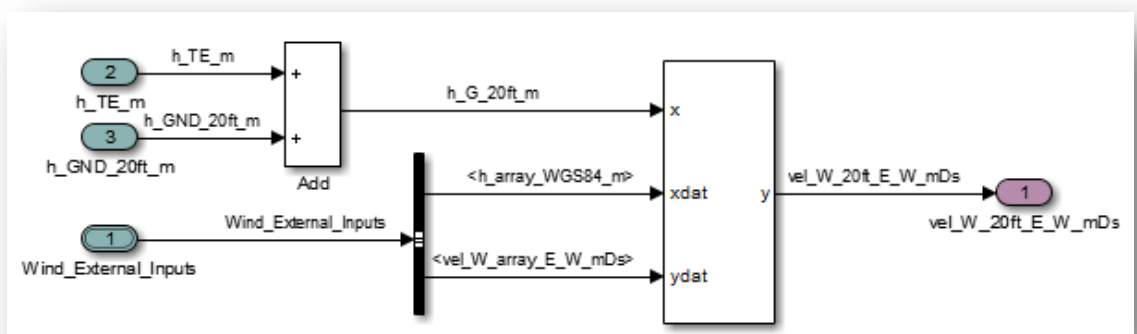 h_TE_m
2
h_TE_m
+
h_GND_20ft_m
3
h_GND_20ft_m
+
Add
h_G_20ft_m
x
<h_array_WGS84_m>
xdat
y
vel_W_20ft_E_W_mDs
1
vel_W_20ft_E_W_mDs
Wind_External_Inputs
1
Wind_External_Inputs
<vel_W_array_E_W_mDs>
ydat